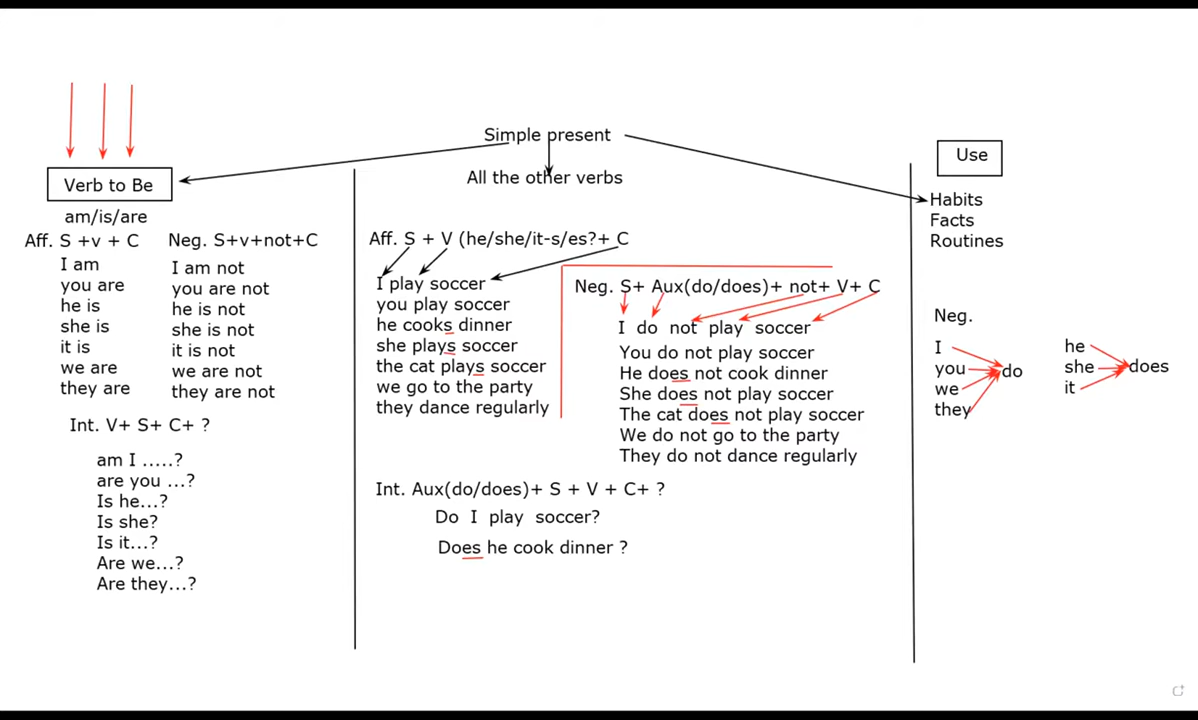 Simple present
Verb to Be
am/is/are
Aff. S +v + C
I am
you are
he is
she is
it is
we are
they are
Neg. S+v+not+C
I am not
you are not
he is not
she is not
it is not
we are not
they are not
Int. V+ S+ C+ ?
am I .....?
are you ...?
Is he...?
Is she?
Is it...?
Are we...?
Are they...?
All the other verbs
Aff. S + V (he/she/it-s/es?+ C
I play soccer
you play soccer
he cooks dinner
she plays soccer
the cat plays soccer
we go to the party
they dance regularly
Neg. S+ Aux(do/does)+ not+ V+ C
I do not play soccer
You do not play soccer
He does not cook dinner
She does not play soccer
The cat does not play soccer
We do not go to the party
They do not dance regularly
Int. Aux(do/does)+ S + V + C+ ?
Do I play soccer?
Does he cook dinner ?
Use
Habits
Facts
Routines
Neg.
I
you
we
they
do
he
she
it
does